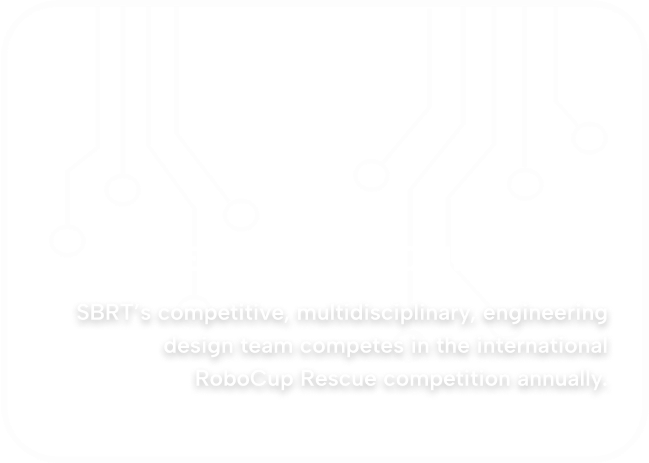 SBRT's competitive, multidisciplinary, engineering
design team competes in the international
RoboCup Rescue competition annually.